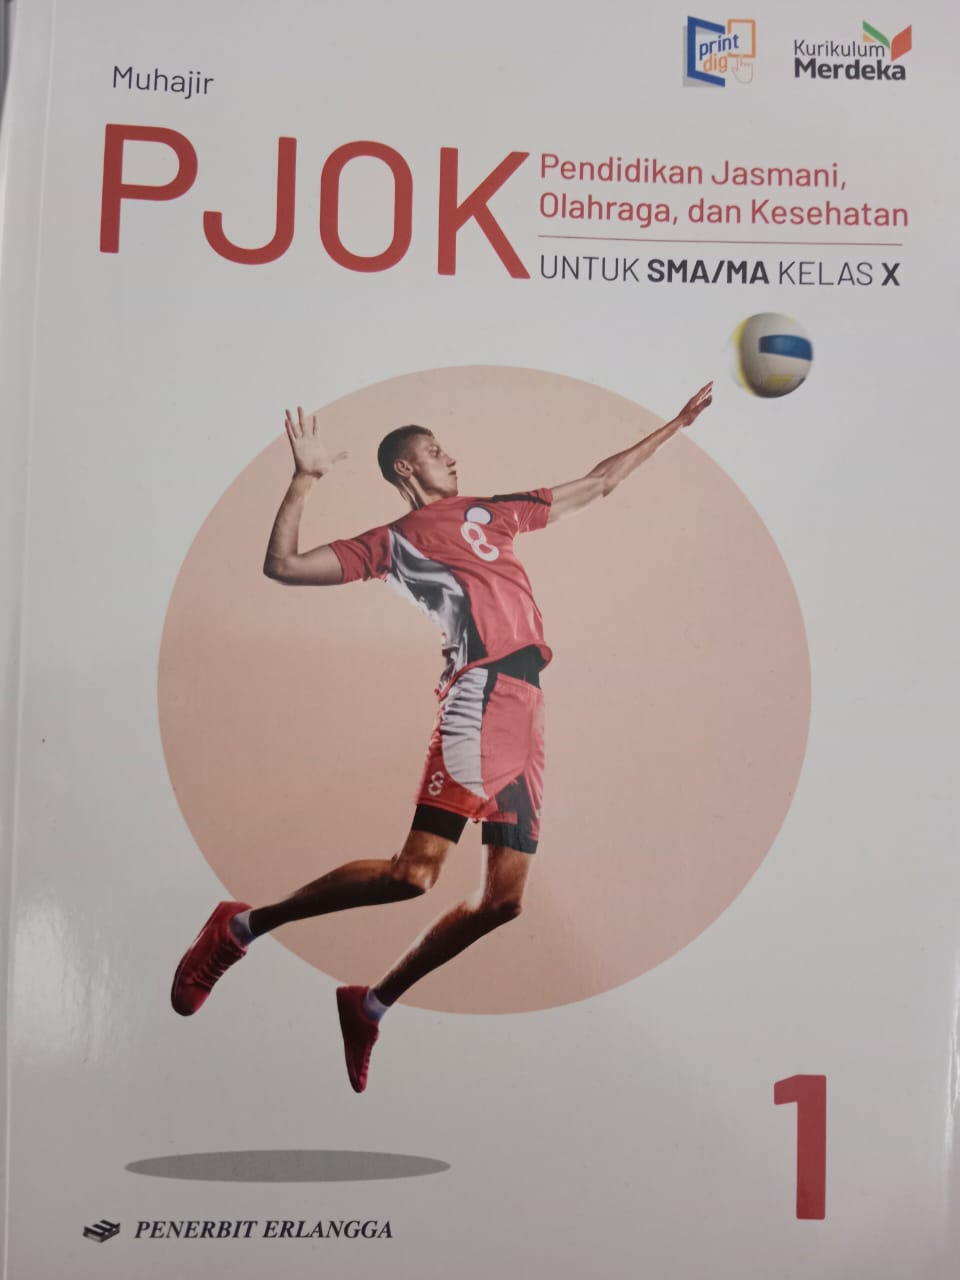 Muhajir
print
dig
Kurikulum
Merdeka
PJOK
Pendidikan Jasmani,
Olahraga, dan Kesehatan
UNTUK SMA/MA KELAS X
8
8
1
PENERBIT ERLANGGA